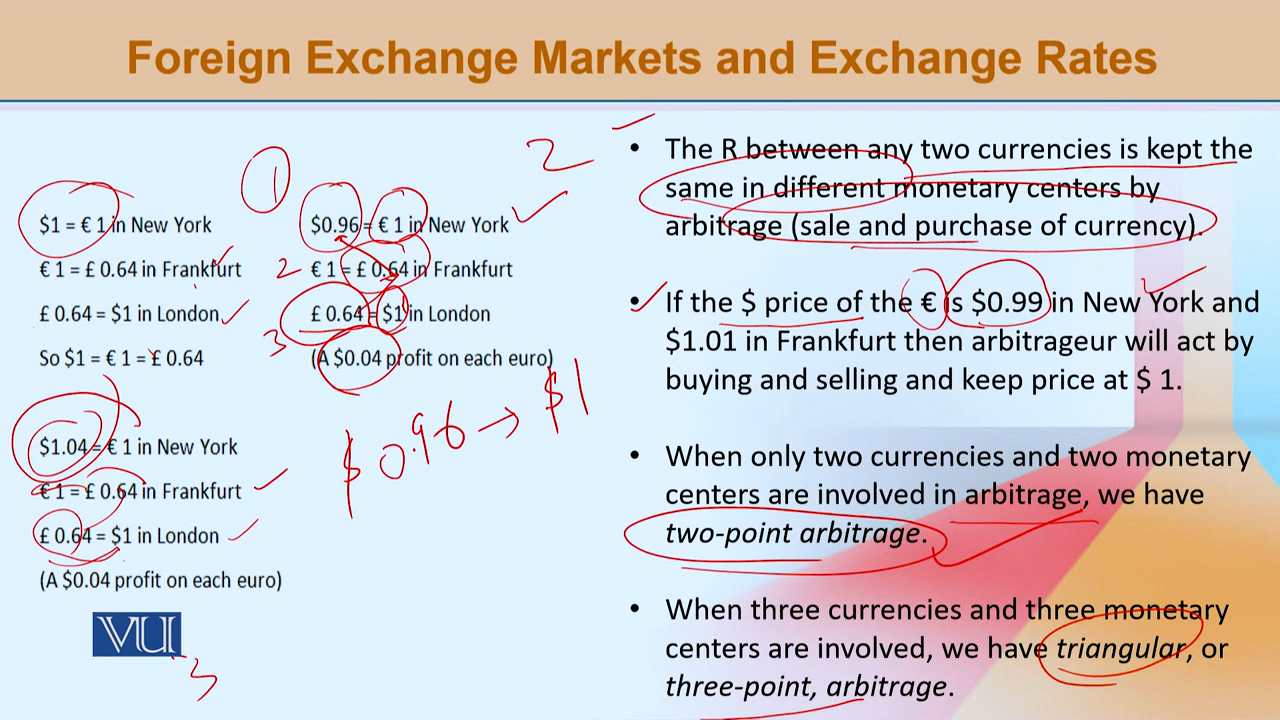 Foreign Exchange Markets and Exchange Rates
1
2
$1 = € 1 in New York
€ 1 = £ 0.64 in Frankfurt
£ 0.64 = $1 in London
So $1 = € 1 = £ 0.64
$0.96 = € 1 in New York
2 € 1 = £ 0.64 in Frankfurt
3 £ 0.64 = $1 in London
(A $0.04 profit on each euro)
$ 0.96 → $1
$1.04 = € 1 in New York
€ 1 = £ 0.64 in Frankfurt
£ 0.64 = $1 in London
(A $0.04 profit on each euro)
VU
3
• The R between any two currencies is kept the
same in different monetary centers by
arbitrage (sale and purchase of currency).
• If the $ price of the € is $0.99 in New York and
$1.01 in Frankfurt then arbitrageur will act by
buying and selling and keep price at $ 1.
• When only two currencies and two monetary
centers are involved in arbitrage, we have
two-point arbitrage.
• When three currencies and three monetary
centers are involved, we have triangular, or
three-point, arbitrage.